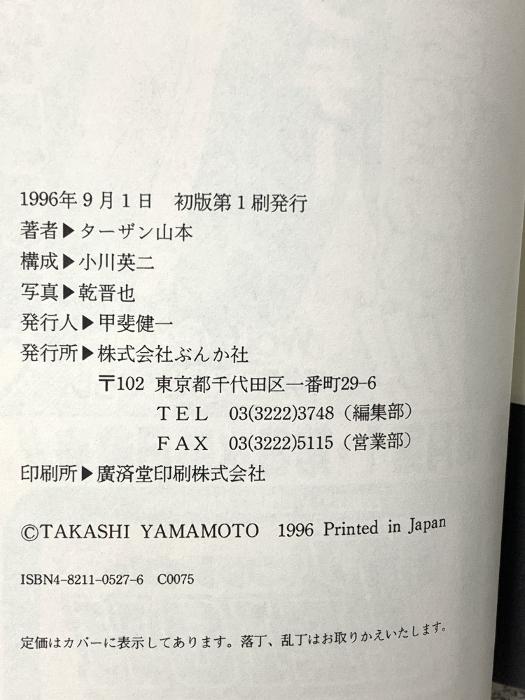 1996年9月1日　初版第1刷発行
著者▶ターザン山本
構成▶小川英二
写真▶乾晋也
発行人▶甲斐健一
発行所▶株式会社ぶんか社
〒102 東京都千代田区一番町29-6
TEL 03(3222)3748（編集部）
FAX 03(3222)5115（営業部）
印刷所▶廣済堂印刷株式会社
©TAKASHI YAMAMOTO 1996 Printed in Japan
ISBN4-8211-0527-6 C0075
定価はカバーに表示してあります。落丁、乱丁はお取りかえいたします。